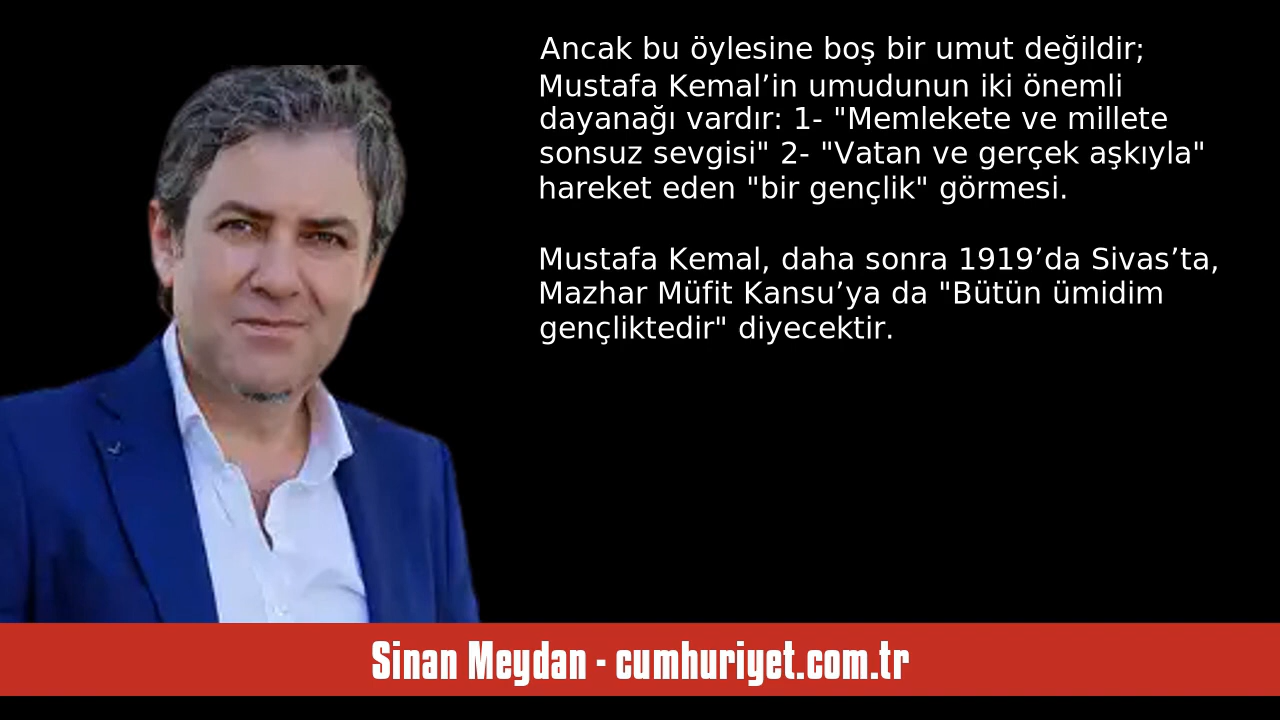 Ancak bu öylesine boş bir umut değildir;
Mustafa Kemal’in umudunun iki önemli
dayanağı vardır: 1- "Memlekete ve millete
sonsuz sevgisi" 2- "Vatan ve gerçek aşkıyla"
hareket eden "bir gençlik" görmesi.
Mustafa Kemal, daha sonra 1919’da Sivas’ta,
Mazhar Müfit Kansu’ya da "Bütün ümidim
gençliktedir" diyecektir.
Sinan Meydan - cumhuriyet.com.tr